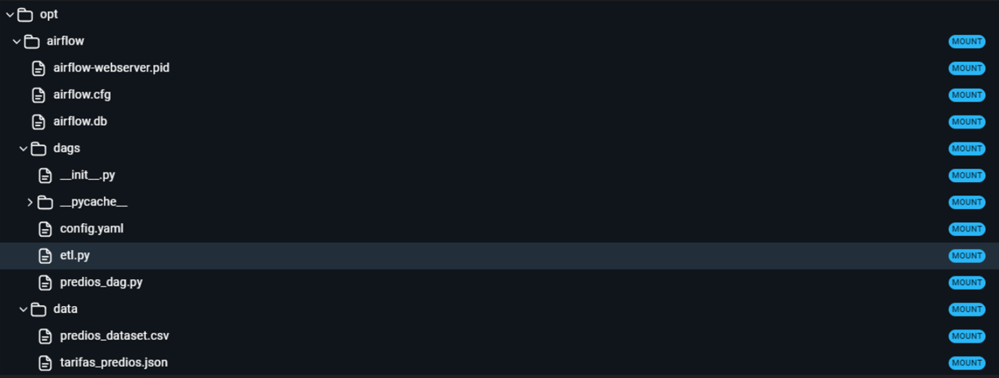 opt
airflow MOUNT
airflow-webserver.pid MOUNT
airflow.cfg MOUNT
airflow.db MOUNT
dags MOUNT
__init__.py MOUNT
__pycache__ MOUNT
config.yaml MOUNT
etl.py MOUNT
predios_dag.py MOUNT
data MOUNT
predios_dataset.csv MOUNT
tarifas_predios.json MOUNT